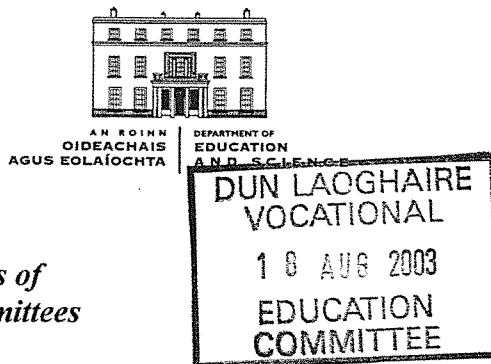 AN ROINN
OIDEACHAIS
AGUS EOLAÍOCHTA
DEPARTMENT OF
EDUCATION
AND SCIENCE
DUN LAOGHAIRE
VOCATIONAL
18 AUG 2003
EDUCATION
COMMITTEE
s of
mittees